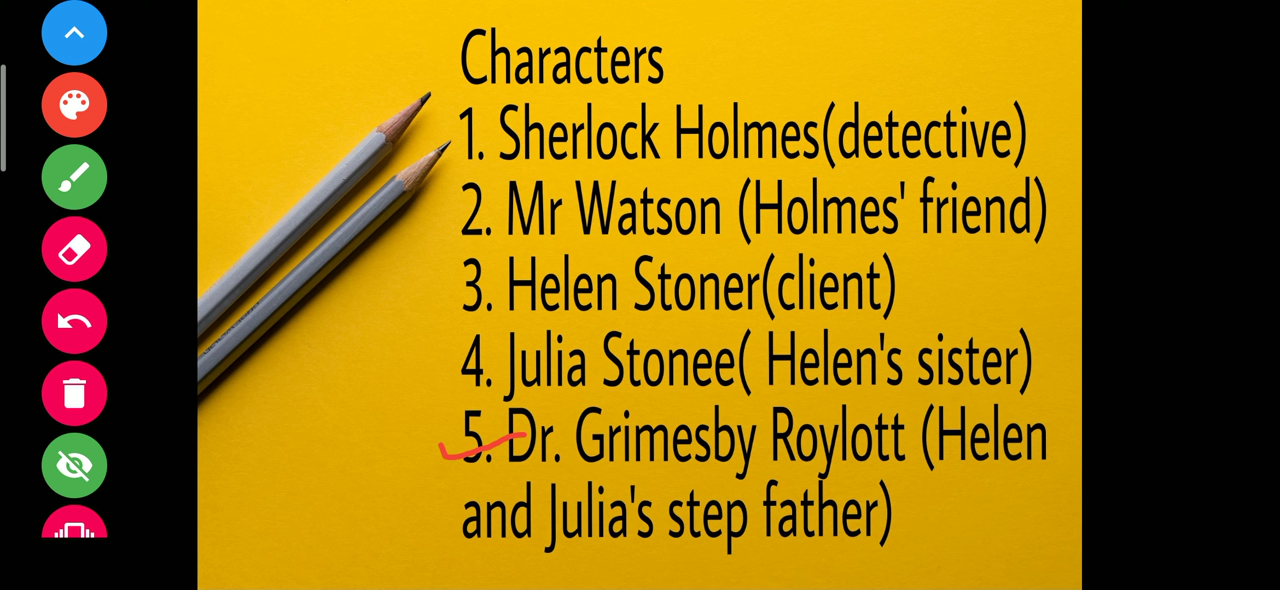 Characters
1. Sherlock Holmes(detective)
2. Mr Watson (Holmes' friend)
3. Helen Stoner(client)
4. Julia Stonee( Helen's sister)
5. Dr. Grimesby Roylott (Helen
and Julia's step father)